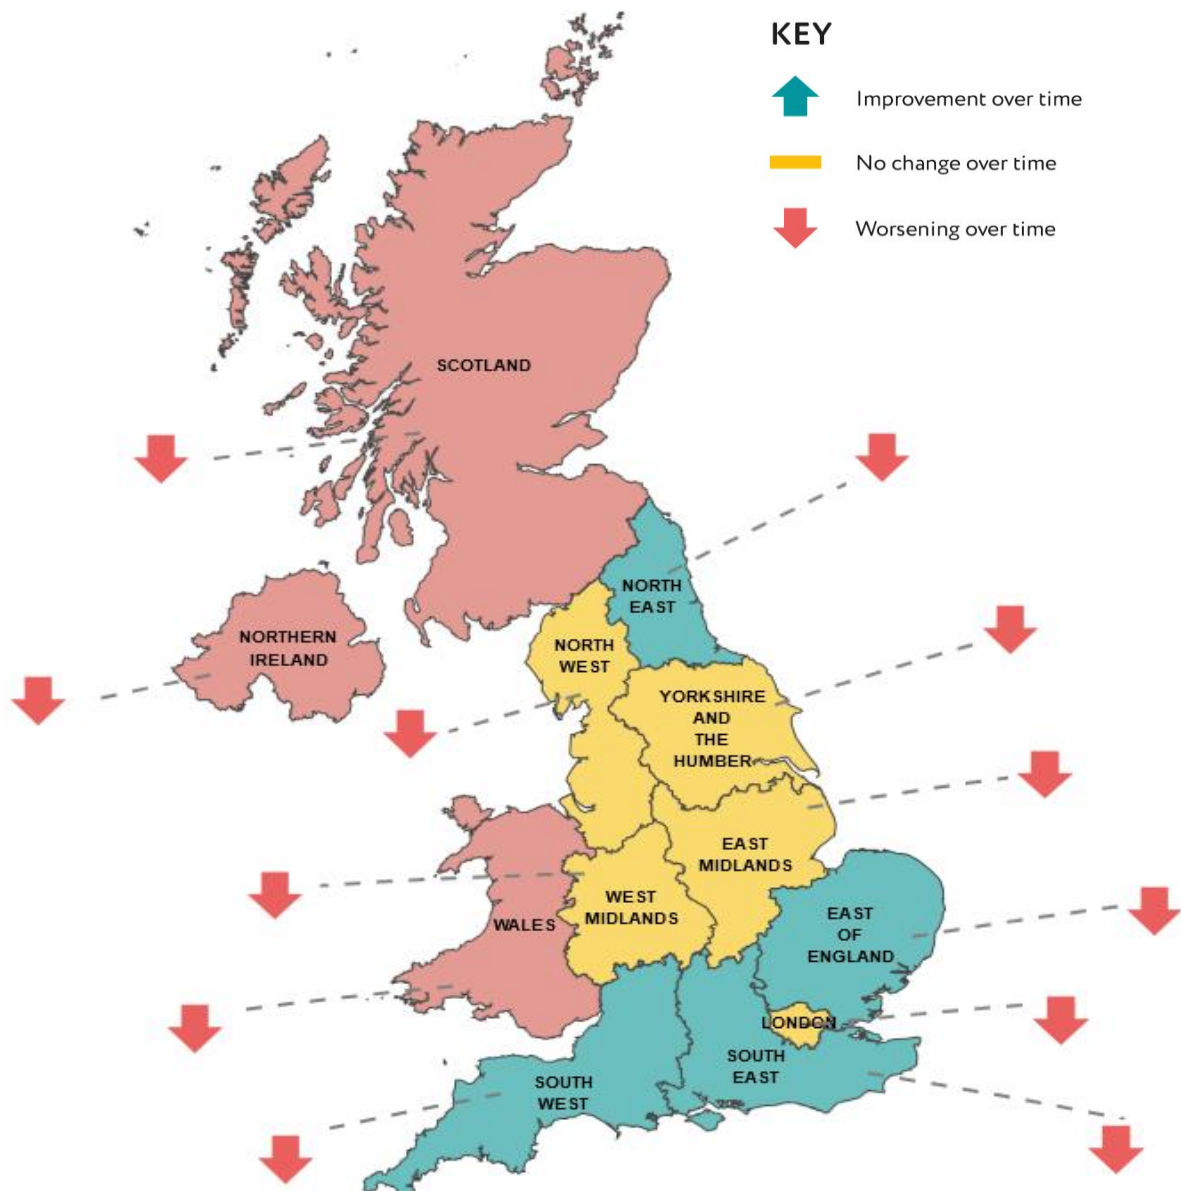 KEY
Improvement over time
No change over time
Worsening over time
SCOTLAND
NORTH
EAST
NORTHERN
IRELAND
NORTH
WEST
YORKSHIRE
AND
THE
HUMBER
EAST
MIDLANDS
WEST
MIDLANDS
WALES
EAST
OF
ENGLAND
LONDON
SOUTH
EAST
SOUTH
WEST